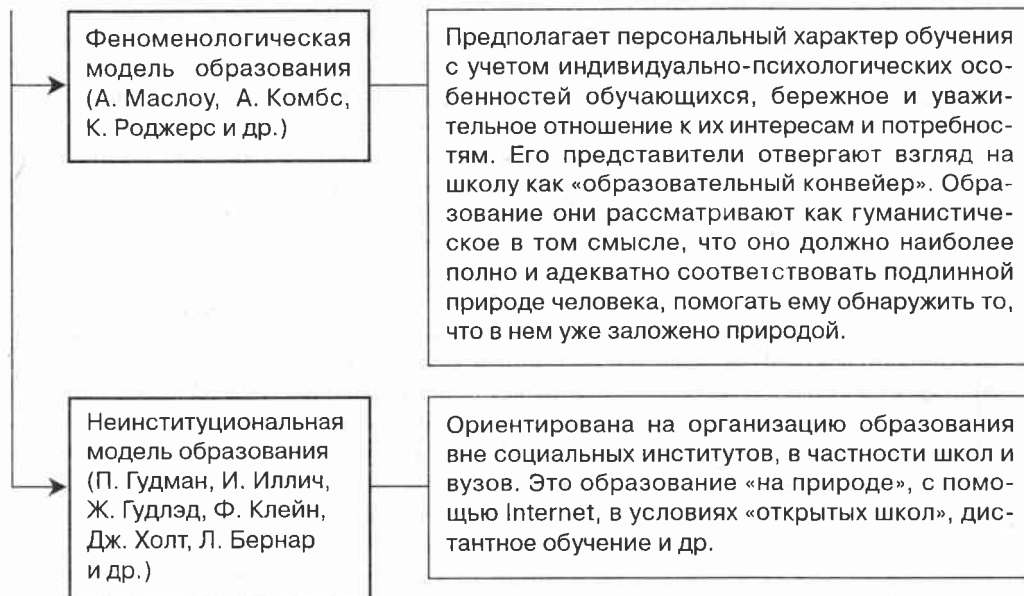 Феноменологическая
модель образования
(А. Маслоу, А. Комбс,
К. Роджерс и др.)
Предполагает персональный характер обучения
с учетом индивидуально-психологических осо-
бенностей обучающихся, бережное и уважи-
тельное отношение к их интересам и потребнос-
тям. Его представители отвергают взгляд на
школу как «образовательный конвейер». Обра-
зование они рассматривают как гуманистиче-
ское в том смысле, что оно должно наиболее
полно и адекватно соответствовать подлинной
природе человека, помогать ему обнаружить то,
что в нем уже заложено природой.
Неинституциональная
модель образования
(П. Гудман, И. Иллич,
Ж. Гудлэд, Ф. Клейн,
Дж. Холт, Л. Бернар
и др.)
Ориентирована на организацию образования
вне социальных институтов, в частности школ и
вузов. Это образование «на природе», с помо-
щью Internet, в условиях «открытых школ», дис-
тантное обучение и др.